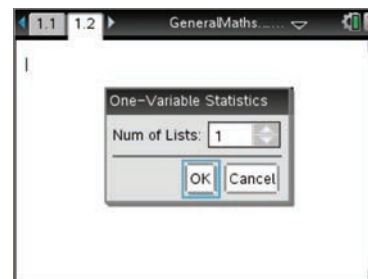 1.1 1.2 GeneralMaths...
One-Variable Statistics
Num of Lists: 1
OK Cancel